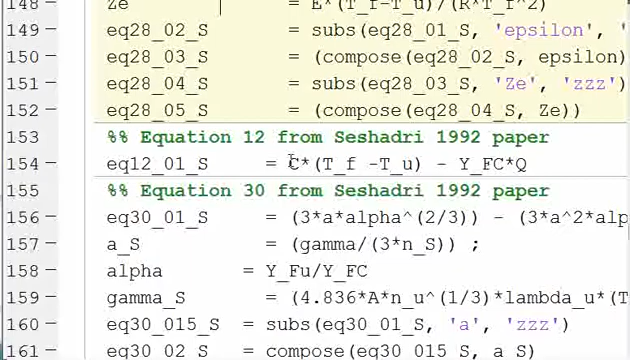 148 – Ze = E*(T_f-T_u)/(R*T_f^2)
149 – eq28_02_S = subs(eq28_01_S, 'epsilon', '
150 – eq28_03_S = (compose(eq28_02_S, epsilon)
151 – eq28_04_S = subs(eq28_03_S, 'Ze', 'zzz')
152 – eq28_05_S = (compose(eq28_04_S, Ze))
153 %% Equation 12 from Seshadri 1992 paper
154 – eq12_01_S = C*(T_f -T_u) - Y_FC*Q
155 %% Equation 30 from Seshadri 1992 paper
156 – eq30_01_S = (3*a*alpha^(2/3)) - (3*a^2*alp
157 – a_S = (gamma/(3*n_S)) ;
158 – alpha = Y_Fu/Y_FC
159 – gamma_S = (4.836*A*n_u^(1/3)*lambda_u*(T
160 – eq30_015_S = subs(eq30_01_S, 'a', 'zzz')
161 – eq30_02_S = compose(eq30_015_S, a_S)